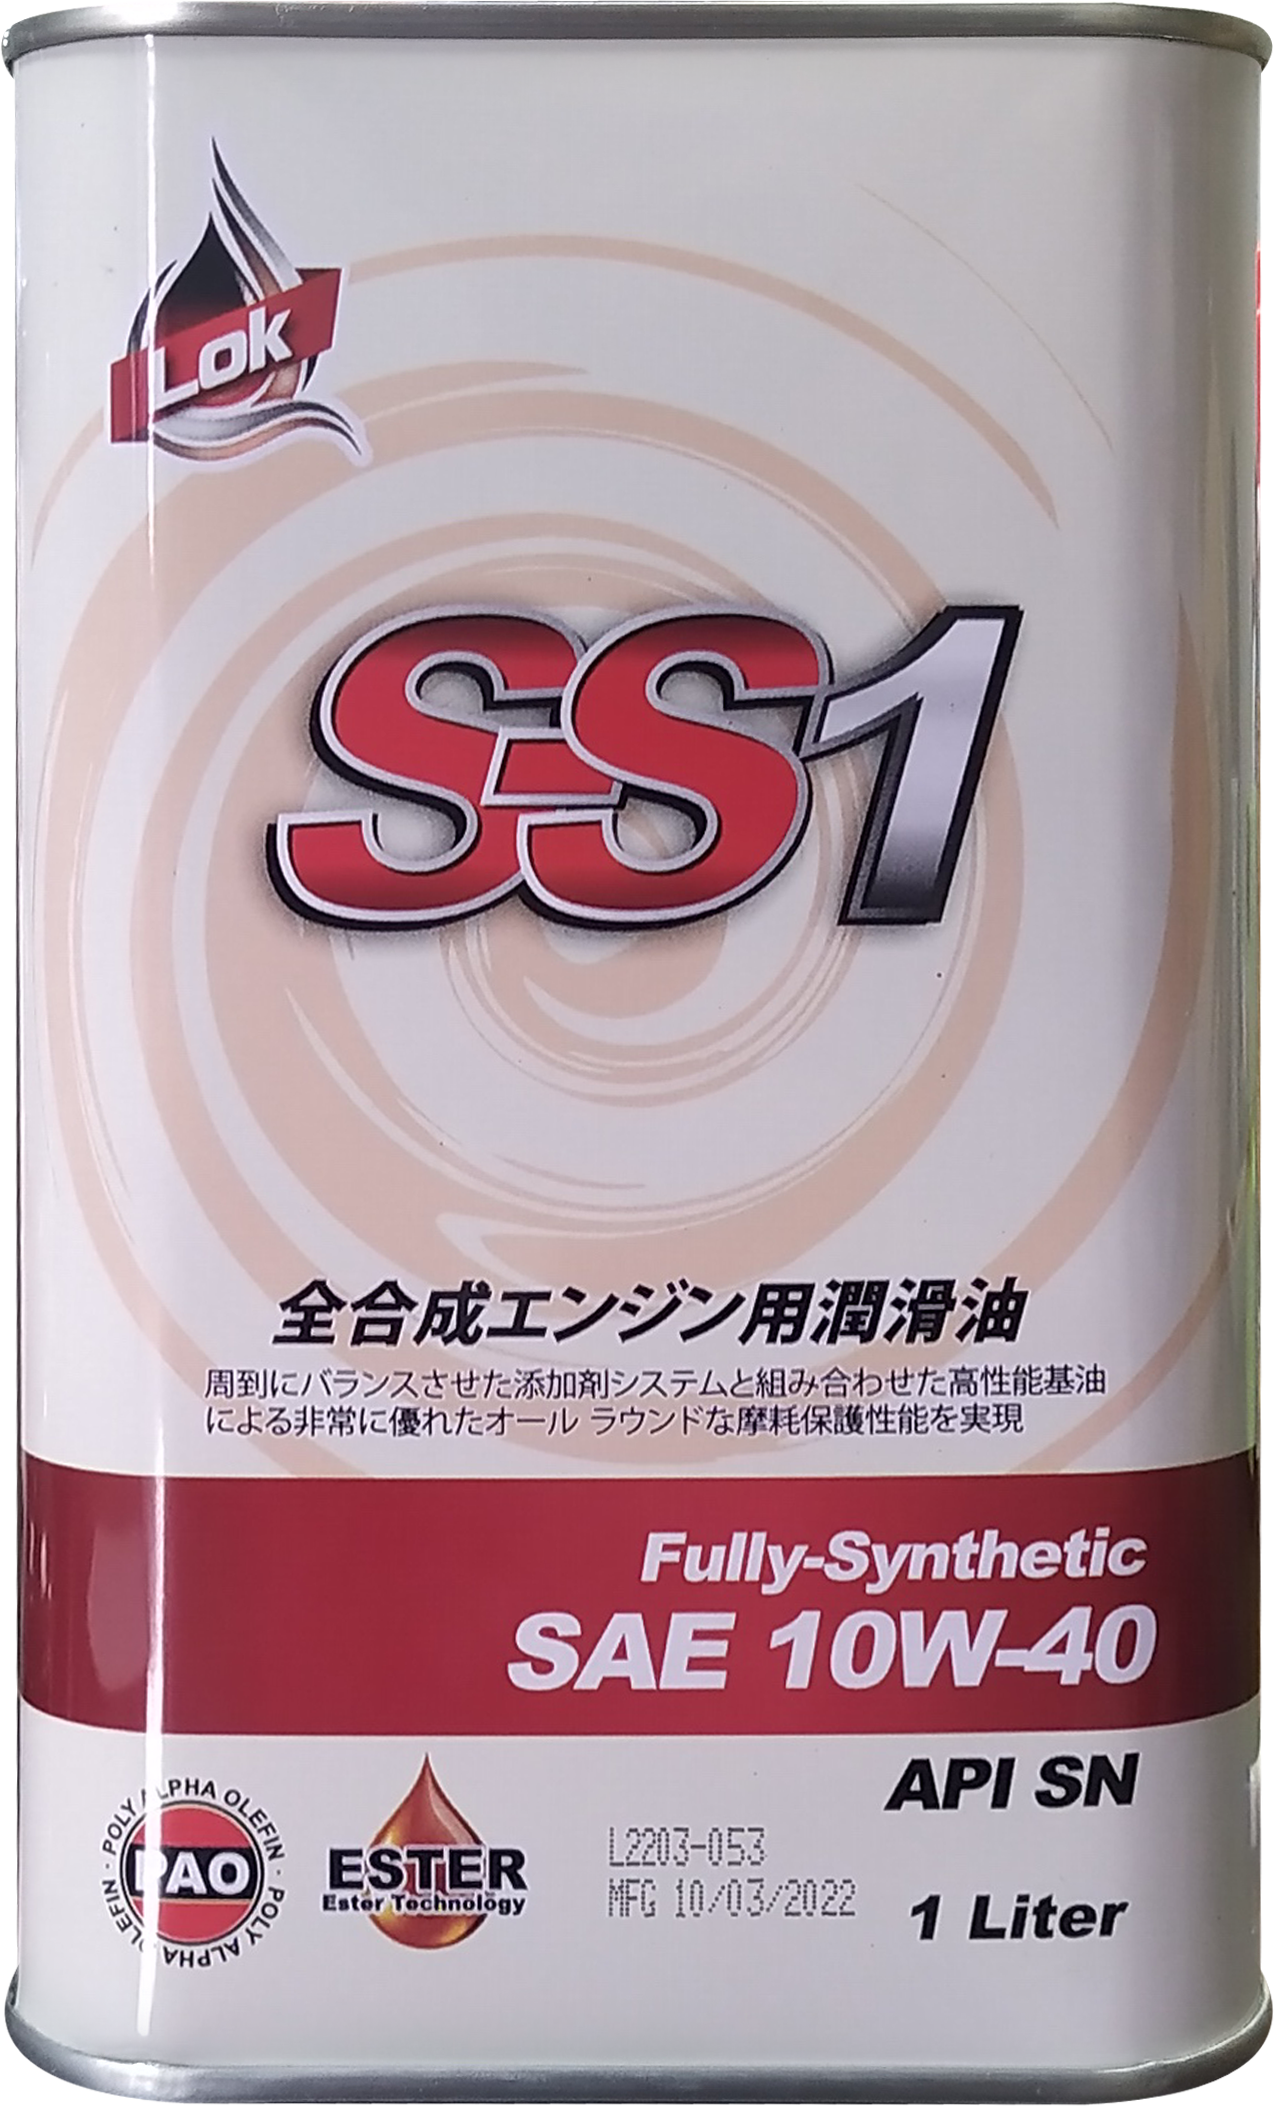 Lok
SS1
全合成エンジン用潤滑油
周到にバランスさせた添加剤システムと組み合わせた高性能基油
による非常に優れたオール ラウンドな摩耗保護性能を実現
Fully-Synthetic
SAE 10W-40
API SN
POLY ALPHA OLEFIN · POLY ALPHA OLEFIN ·
PAO
ESTER
Ester Technology
L2203-053
MFG 10/03/2022
1 Liter